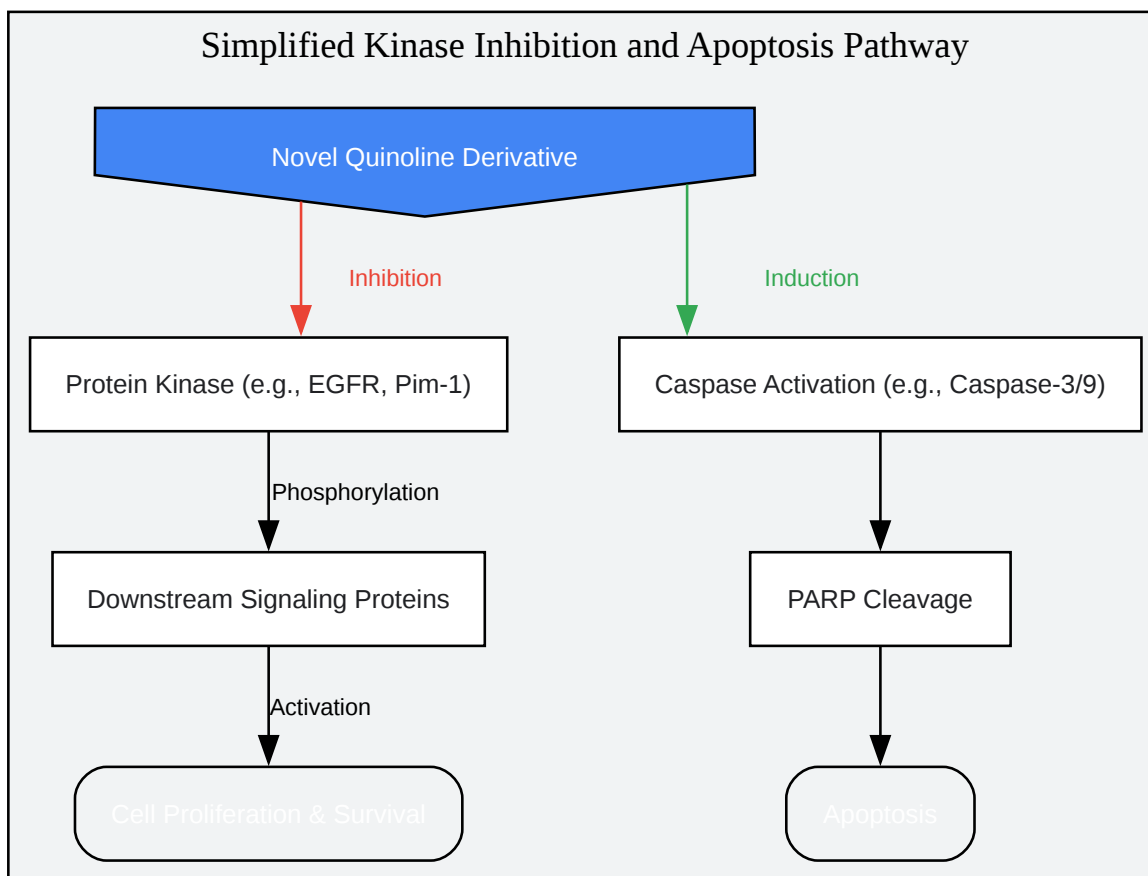 Simplified Kinase Inhibition and Apoptosis Pathway
Novel Quinoline Derivative
Inhibition
Induction
Protein Kinase (e.g., EGFR, Pim-1)
Caspase Activation (e.g., Caspase-3/9)
Phosphorylation
Downstream Signaling Proteins
PARP Cleavage
Activation
Cell Proliferation & Survival
Apoptosis